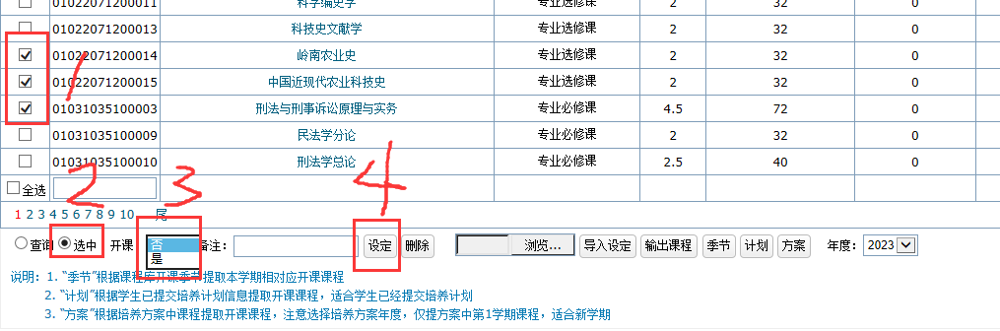 01022071200011 科学编史学 专业选修课 2 32 0
01022071200013 科技史文献学 专业选修课 2 32 0
01022071200014 岭南农业史 专业选修课 2 32 0
01022071200015 中国近现代农业科技史 专业选修课 2 32 0
01031035100003 刑法与刑事诉讼原理与实务 专业必修课 4.5 72 0
01031035100009 民法学分论 专业必修课 2 32 0
01031035100010 刑法学总论 专业必修课 2.5 40 0
1
全选
2 3 4
1 2 3 4 5 6 7 8 9 10 尾
查询 选中 开课 否 备注: 设定 删除 浏览... 导入设定 输出课程 季节 计划 方案 年度: 2023
是
说明: 1. “季节”根据课程库开课季节提取本学期相对应开课课程
2. “计划”根据学生已提交培养计划信息提取开课课程，适合学生已经提交培养计划
3. “方案”根据培养方案中课程提取开课课程，注意选择培养方案年度，仅提方案中第1学期课程，适合新学期